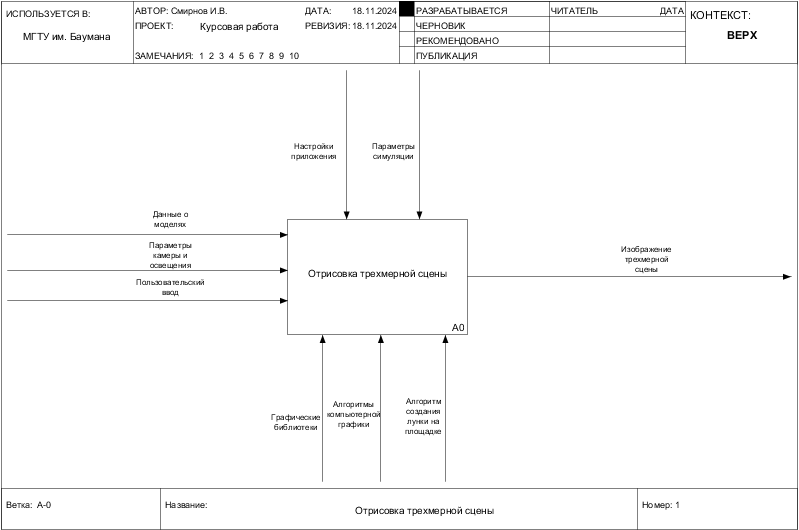 ИСПОЛЬЗУЕТСЯ В:
МГТУ им. Баумана
АВТОР: Смирнов И.В.
ДАТА: 18.11.2024
ПРОЕКТ: Курсовая работа
РЕВИЗИЯ: 18.11.2024
ЗАМЕЧАНИЯ: 1 2 3 4 5 6 7 8 9 10
РАЗРАБАТЫВАЕТСЯ
ЧЕРНОВИК
РЕКОМЕНДОВАНО
ПУБЛИКАЦИЯ
ЧИТАТЕЛЬ
ДАТА
КОНТЕКСТ:
ВЕРХ
Настройки
приложения
Параметры
симуляции
Данные о
моделях
Параметры
камеры и
освещения
Пользовательский
ввод
Отрисовка трехмерной сцены
A0
Изображение
трехмерной
сцены
Графические
библиотеки
Алгоритмы
компьютерной
графики
Алгоритм
создания
лунки на
площадке
Ветка: A-0
Название:
Отрисовка трехмерной сцены
Номер: 1